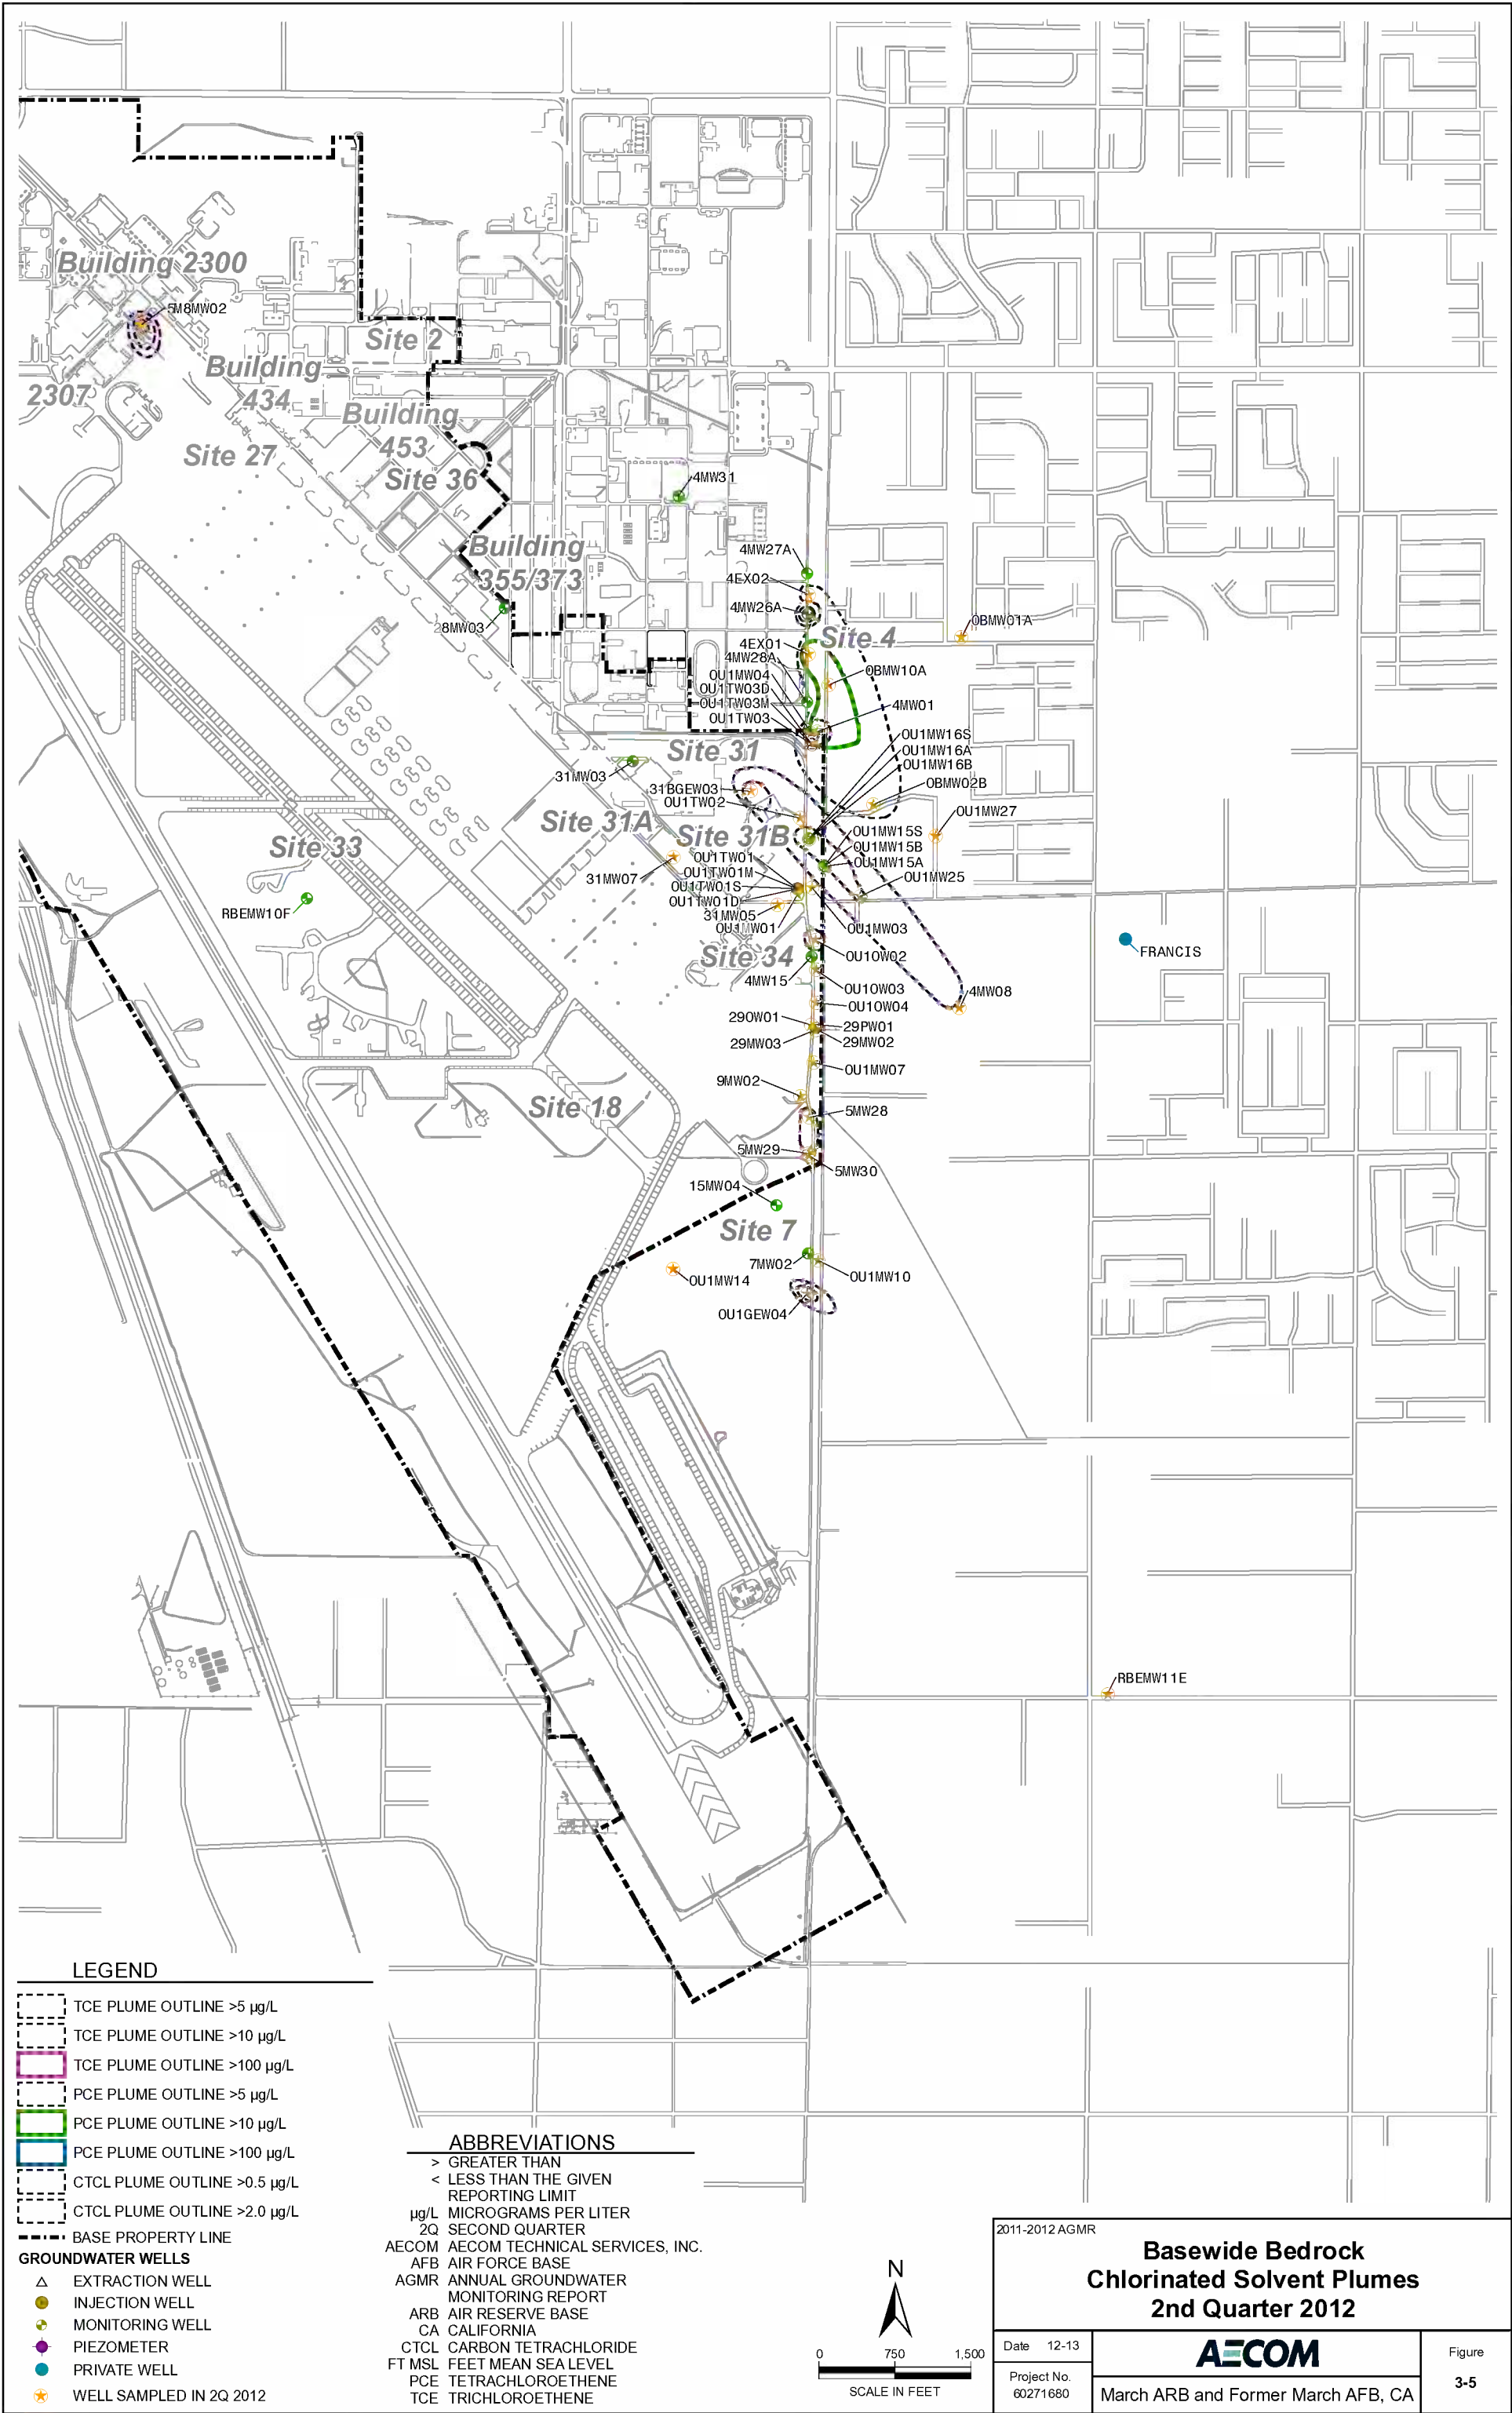 Building 2300
5M8MW02
Site 2
Building
434
2307
Building
453
Site 27
Site 36
4MW31
Building
355/373
4MW27A
4EX02
4MW26A
28MW03
OBMW01A
Site 4
4EX01
4MW28A
OU1MW04
OBMW10A
OU1TW03D
OU1TW03M
4MW01
OU1TW03
OU1MW16S
Site 31
OU1MW16A
OU1MW16B
31MW03
OBMW02B
31BGEW03
OU1TW02
OU1MW27
Site 31A
Site 31B
OU1MW15S
Site 33
OU1MW15B
OU1TW01
OU1MW15A
OU1TW01M
31MW07
OU1MW25
OU1TW01S
OU1TW01D
RBEMW10F
31MW05
OU1MW01
OU1MW03
FRANCIS
Site 34
OU1OW02
4MW15
OU1OW03
4MW08
OU1OW04
29OW01
29PW01
29MW03
29MW02
OU1MW07
9MW02
Site 18
5MW28
5MW29
5MW30
15MW04
Site 7
7MW02
OU1MW14
OU1MW10
OU1GEW04
RBEMW11E
LEGEND
TCE PLUME OUTLINE >5 µg/L
TCE PLUME OUTLINE >10 µg/L
TCE PLUME OUTLINE >100 µg/L
PCE PLUME OUTLINE >5 µg/L
PCE PLUME OUTLINE >10 µg/L
PCE PLUME OUTLINE >100 µg/L
CTCL PLUME OUTLINE >0.5 µg/L
CTCL PLUME OUTLINE >2.0 µg/L
BASE PROPERTY LINE
GROUNDWATER WELLS
EXTRACTION WELL
INJECTION WELL
MONITORING WELL
PIEZOMETER
PRIVATE WELL
WELL SAMPLED IN 2Q 2012
ABBREVIATIONS
> GREATER THAN
< LESS THAN THE GIVEN
REPORTING LIMIT
µg/L MICROGRAMS PER LITER
2Q SECOND QUARTER
AECOM AECOM TECHNICAL SERVICES, INC.
AFB AIR FORCE BASE
AGMR ANNUAL GROUNDWATER
MONITORING REPORT
ARB AIR RESERVE BASE
CA CALIFORNIA
CTCL CARBON TETRACHLORIDE
FT MSL FEET MEAN SEA LEVEL
PCE TETRACHLOROETHENE
TCE TRICHLOROETHENE
N
0 750 1,500
SCALE IN FEET
2011-2012 AGMR
Basewide Bedrock
Chlorinated Solvent Plumes
2nd Quarter 2012
Date 12-13
Project No.
60271680
AECOM
March ARB and Former March AFB, CA
Figure
3-5